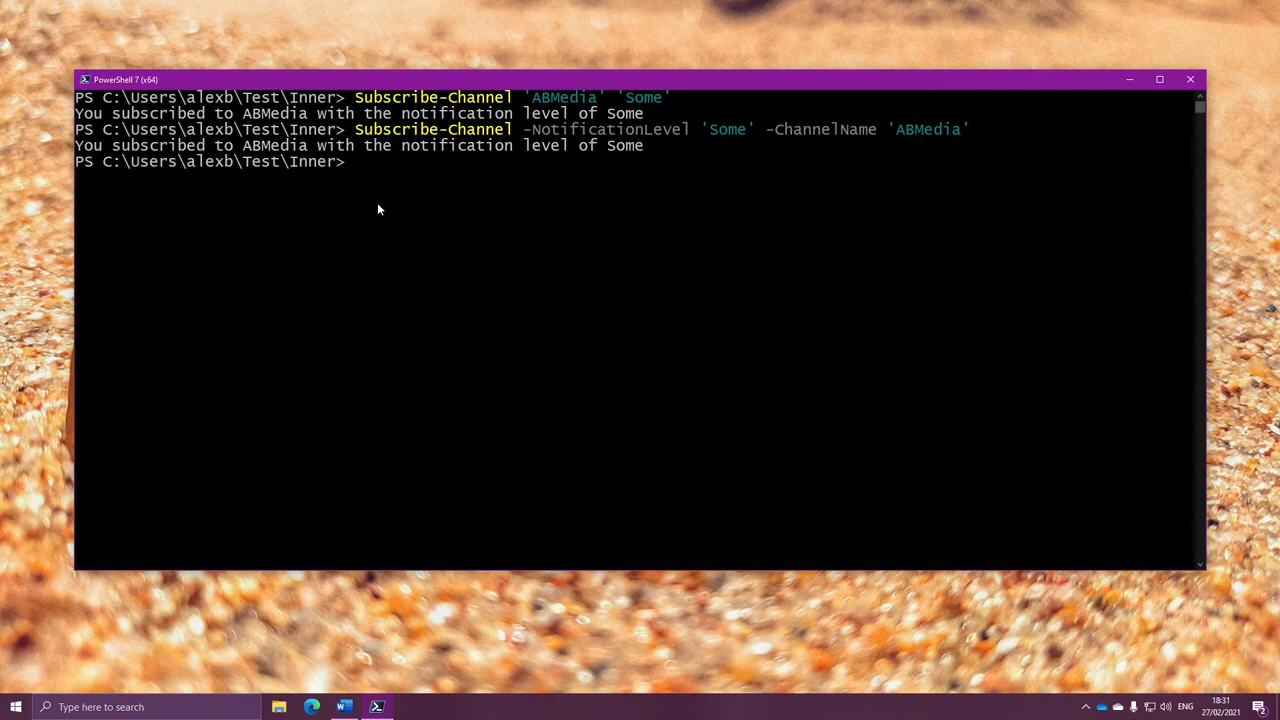 PowerShell 7 (x64)
PS C:\Users\alexb\Test\Inner> Subscribe-Channel 'ABMedia' 'Some'
You subscribed to ABMedia with the notification level of Some
PS C:\Users\alexb\Test\Inner> Subscribe-Channel -NotificationLevel 'Some' -ChannelName 'ABMedia'
You subscribed to ABMedia with the notification level of Some
PS C:\Users\alexb\Test\Inner>
Type here to search
ENG
18:31
27/02/2021
2